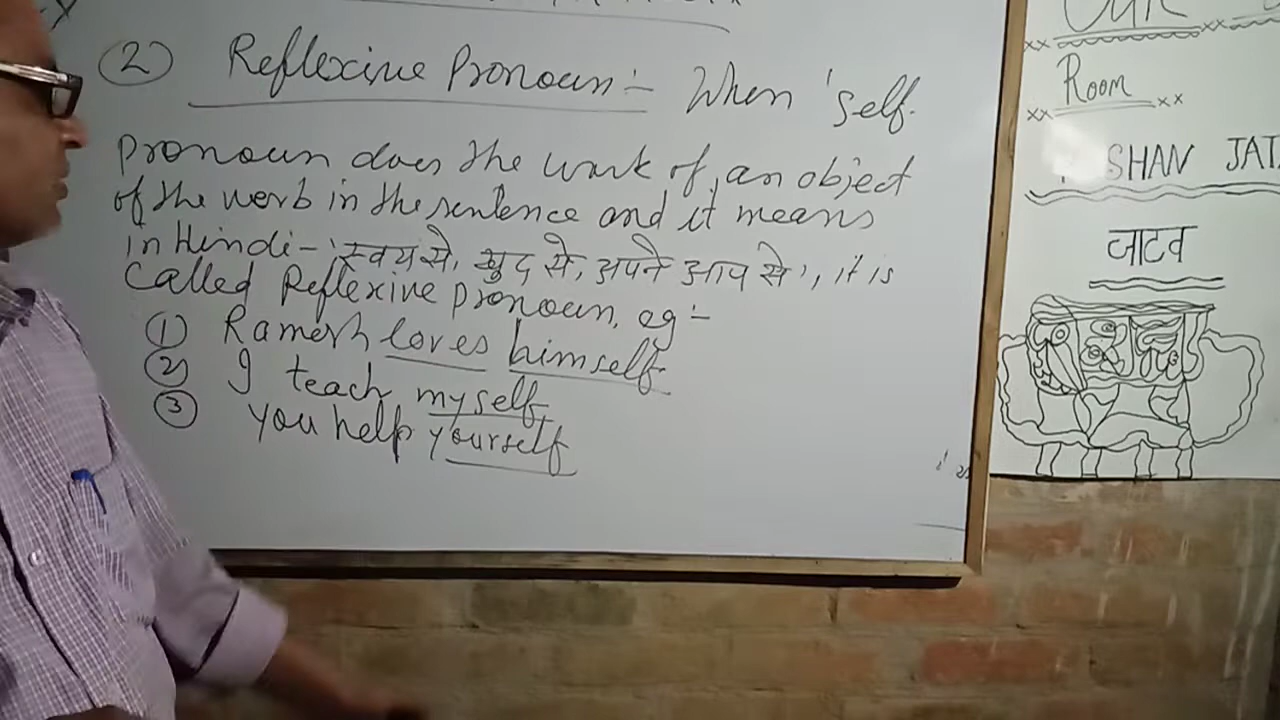 ② Reflexive Pronoun:- When 'self-
pronoun does the work of an object
of the verb in the sentence and it means
in Hindi-'स्वयं से, खुद से, अपने आप से', it is
called Reflexive pronoun, eg:-
① Ramesh loves himself.
② I teach myself.
③ You help yourself
Room
SHAN JATA
जाटव